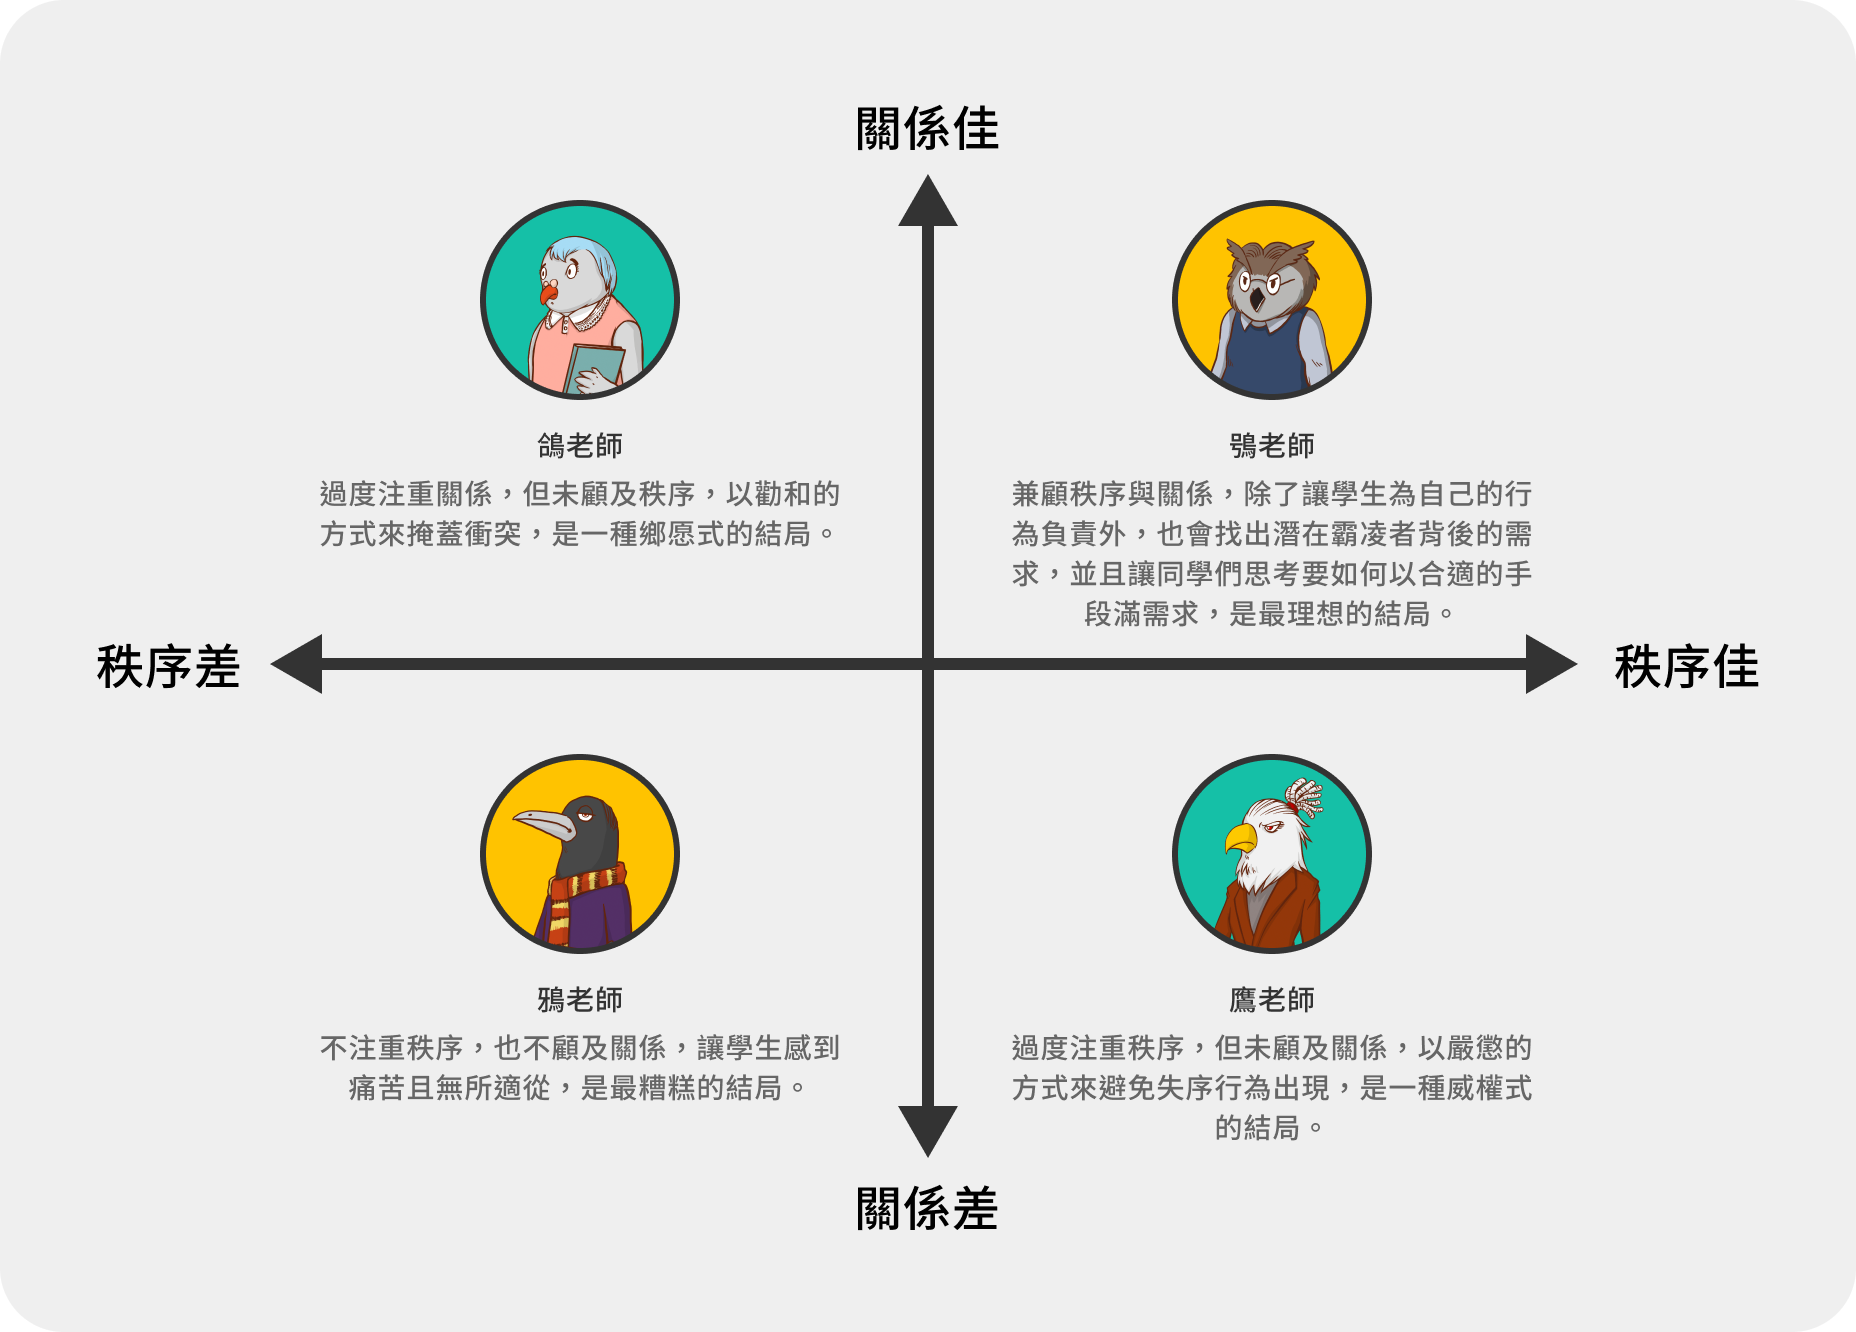 關係佳
鴿老師
過度注重關係，但未顧及秩序，以勸和的
方式來掩蓋衝突，是一種鄉愿式的結局。
鴞老師
兼顧秩序與關係，除了讓學生為自己的行
為負責外，也會找出潛在霸凌者背後的需
求，並且讓同學們思考要如何以合適的手
段滿需求，是最理想的結局。
秩序差
秩序佳
鴉老師
不注重秩序，也不顧及關係，讓學生感到
痛苦且無所適從，是最糟糕的結局。
鷹老師
過度注重秩序，但未顧及關係，以嚴懲的
方式來避免失序行為出現，是一種威權式
的結局。
關係差